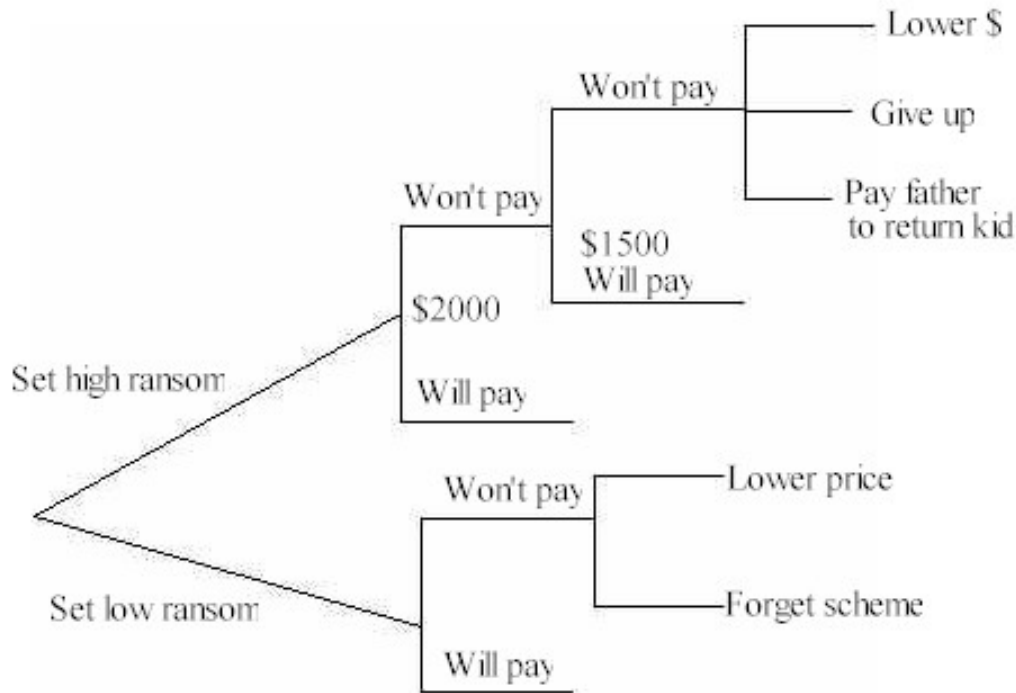 Lower $
Won't pay
Give up
Won't pay
Pay father
to return kid
$1500
Will pay
$2000
Set high ransom
Will pay
Won't pay
Lower price
Set low ransom
Forget scheme
Will pay